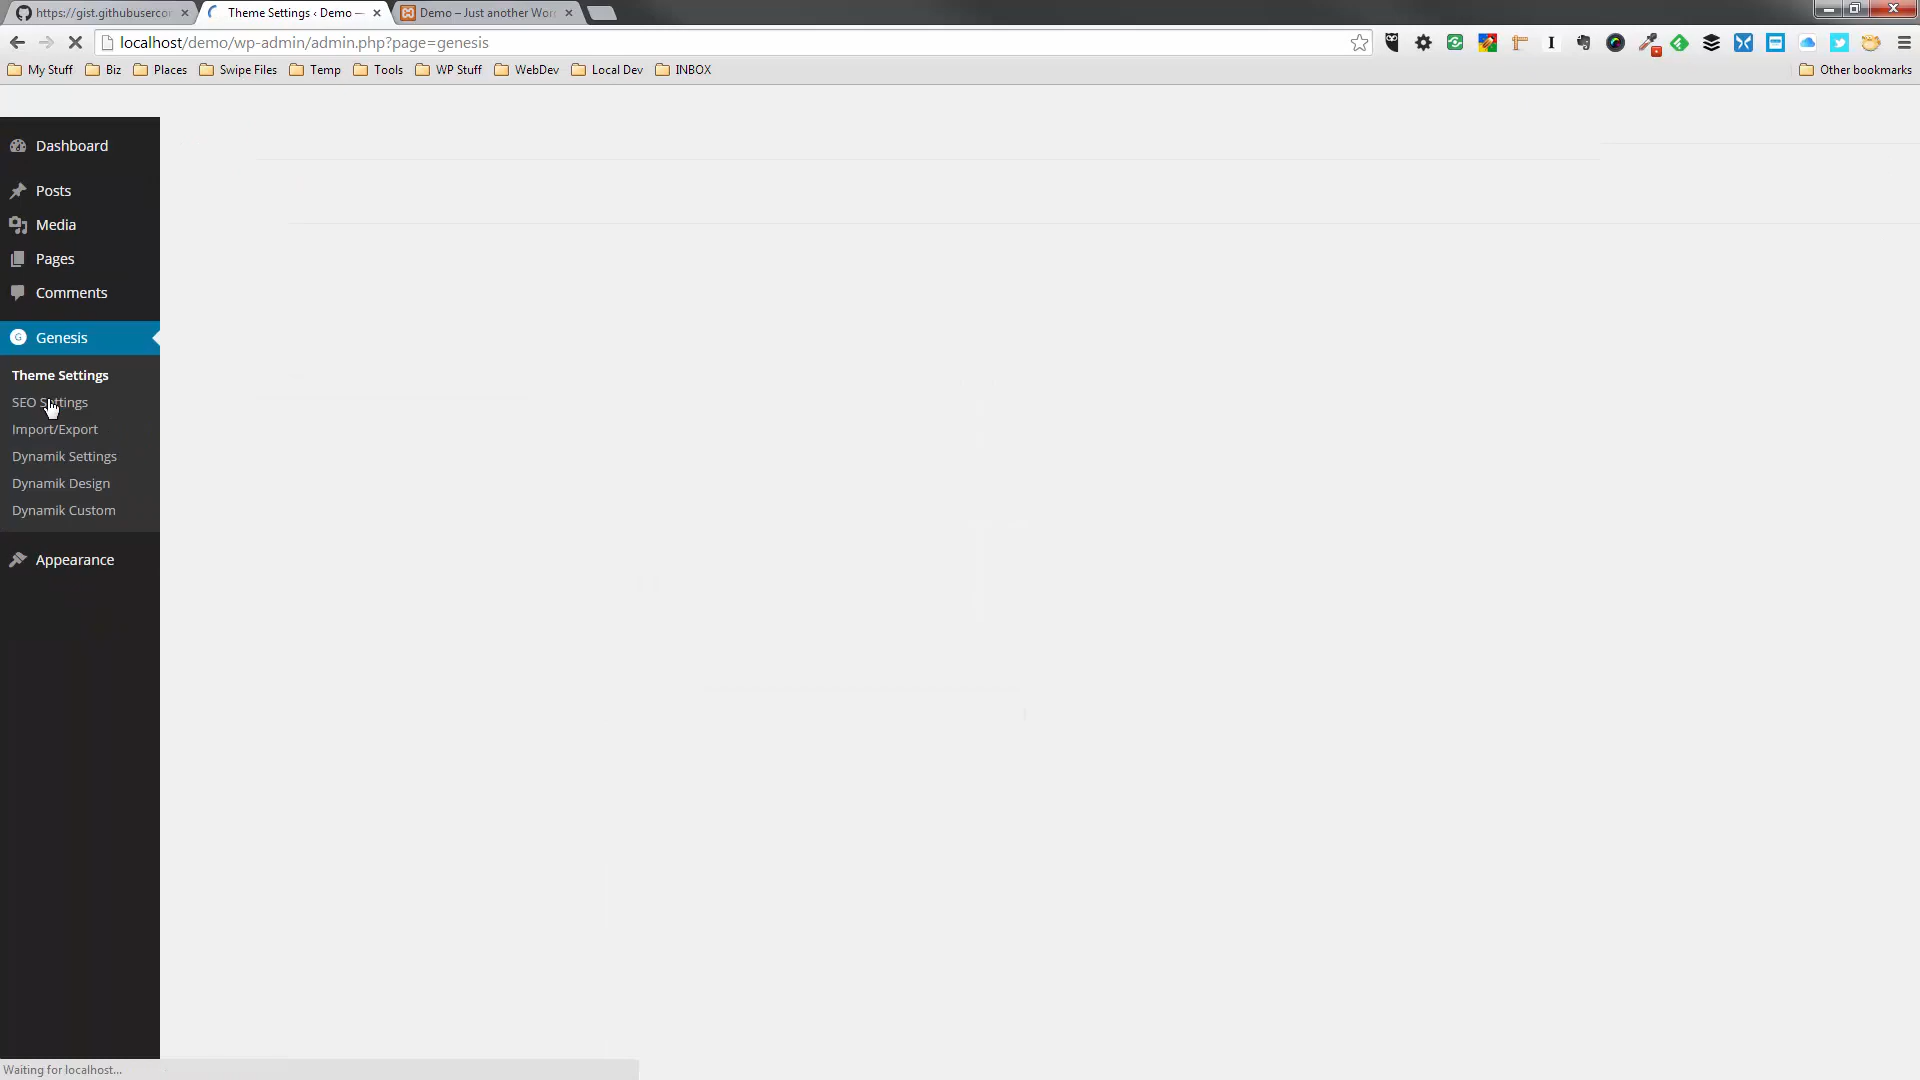 https://gist.githubusercor
Theme Settings ‹ Demo —
Demo – Just another Wor
localhost/demo/wp-admin/admin.php?page=genesis
My Stuff Biz Places Swipe Files Temp Tools WP Stuff WebDev Local Dev INBOX Other bookmarks
Dashboard
Posts
Media
Pages
Comments
Genesis
Theme Settings
SEO Settings
Import/Export
Dynamik Settings
Dynamik Design
Dynamik Custom
Appearance
Waiting for localhost...